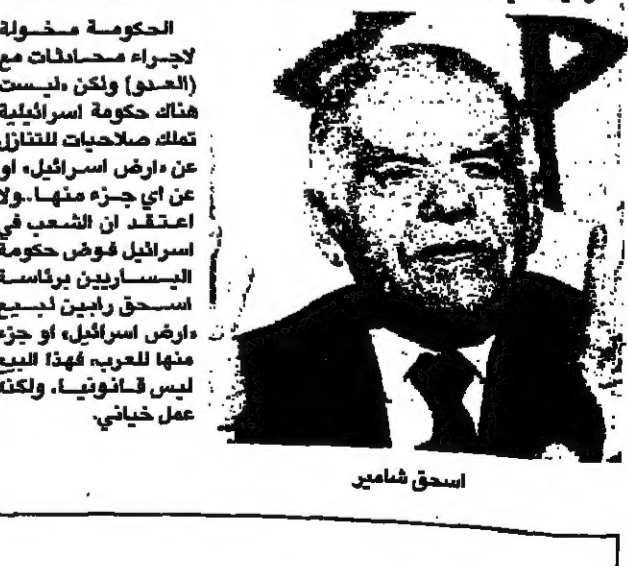 الحكومة مخولة
لاجراء محادثات مع
(العدو) ولكن «ليست
هناك حكومة اسرائيلية
تملك صلاحيات للتنازل
عن «ارض اسرائيل» او
عن اي جزء منها..ولا
اعتقد ان الشعب في
اسرائيل فوض حكومة
اليساريين برئاسة
اسحق رابين لبيع
«ارض اسرائيل» او جزء
منها للعرب، فهذا البيع
ليس قانونيا، ولكنه
عمل خياني.
اسحق شامير